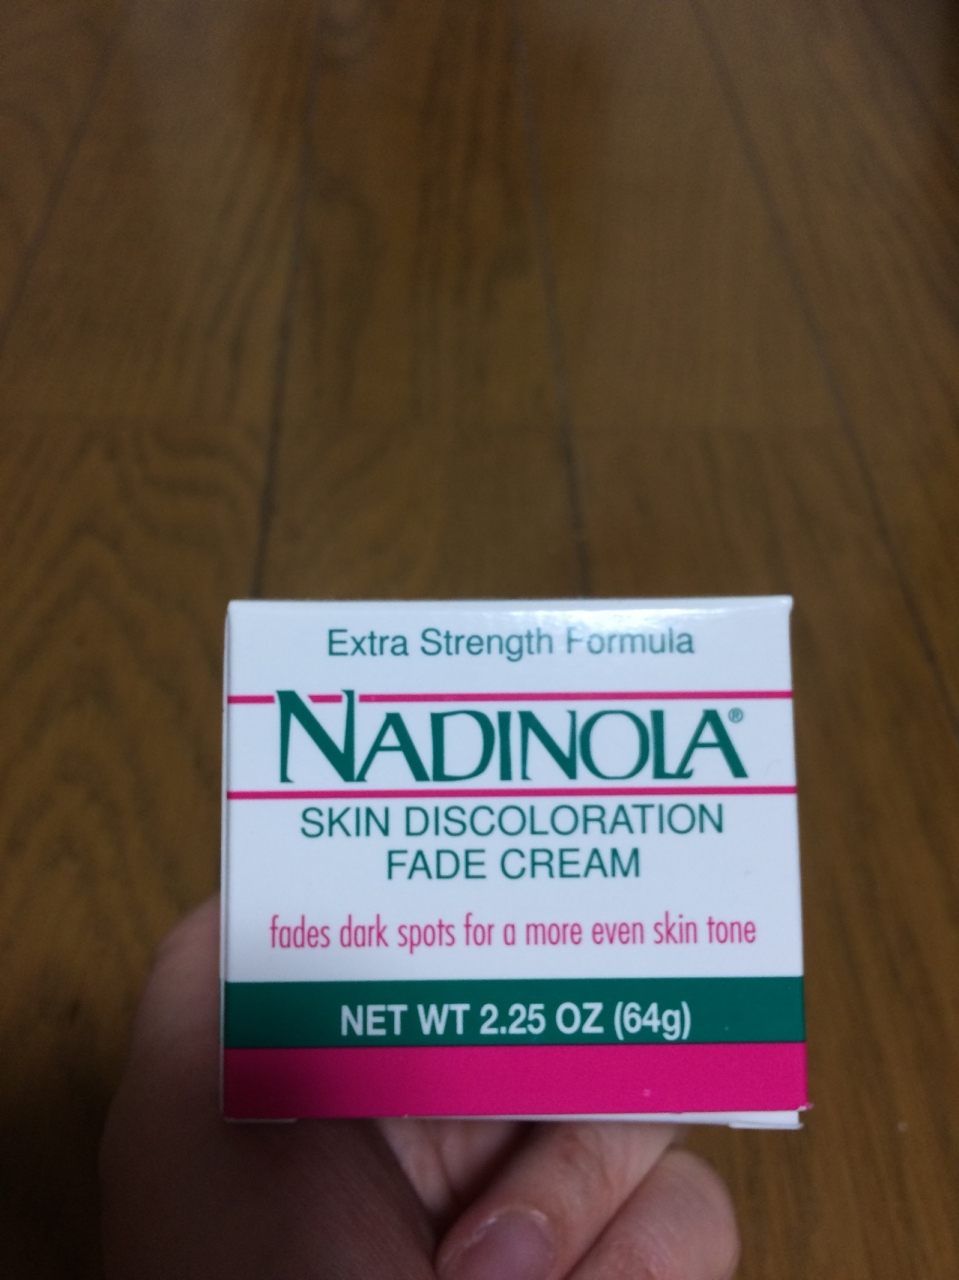 Extra Strength Formula
NADINOLA®
SKIN DISCOLORATION
FADE CREAM
fades dark spots for a more even skin tone
NET WT 2.25 OZ (64g)